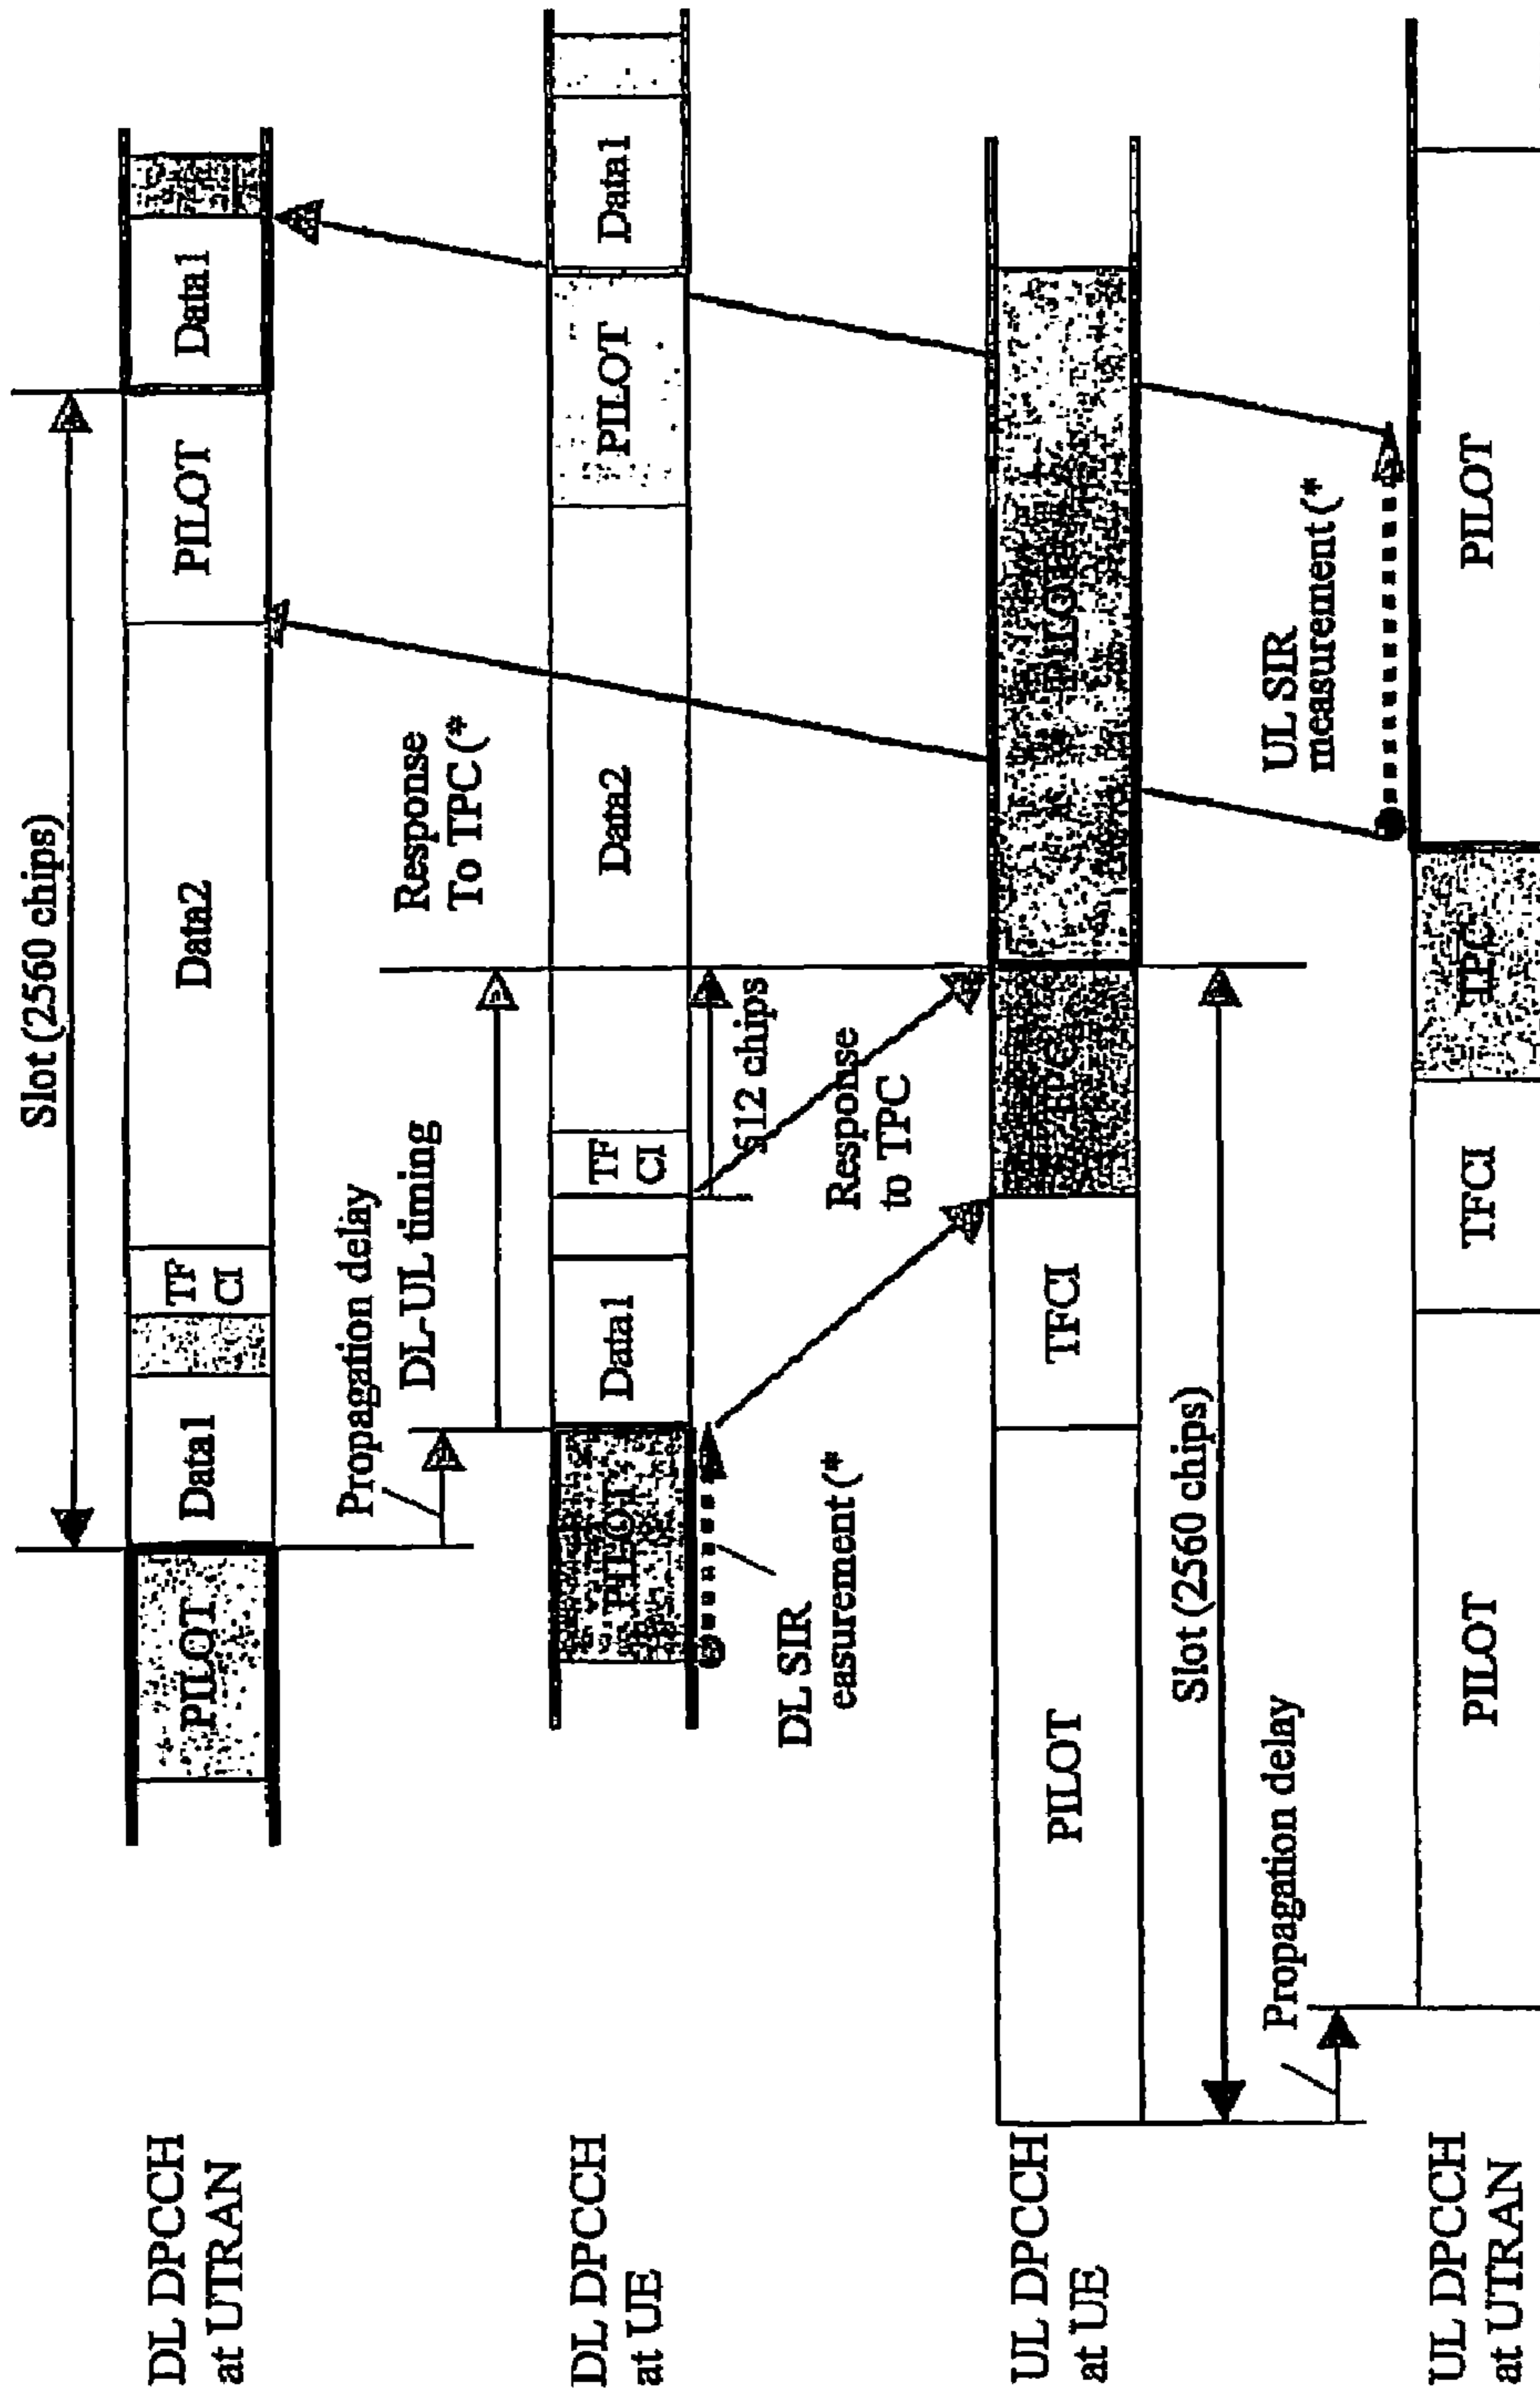 Slot (2560 chips)
DL DPCCH
at UTRAN
PILOT
Data1
TF
CI
Data2
PILOT
Data1
Propagation delay
DL-UL timing
Response
To TPC (*
DL DPCCH
at UE
PILOT
Data1
TF
CI
Data2
PILOT
Data1
512 chips
DL SIR
easurement (*
Response
to TPC
UL DPCCH
at UE
PILOT
TFCI
TPC
PILOT
Slot (2560 chips)
Propagation delay
UL SIR
measurement (*
UL DPCCH
at UTRAN
PILOT
TFCI
TPC
PILOT